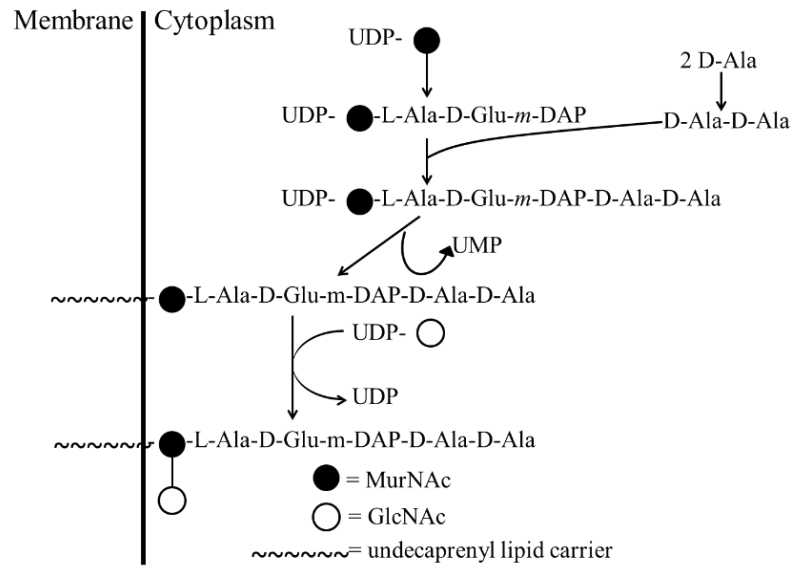 Membrane Cytoplasm
UDP-
2 D-Ala
UDP- -L-Ala-D-Glu-m-DAP
D-Ala-D-Ala
UDP- -L-Ala-D-Glu-m-DAP-D-Ala-D-Ala
UMP
-L-Ala-D-Glu-m-DAP-D-Ala-D-Ala
UDP-
UDP
-L-Ala-D-Glu-m-DAP-D-Ala-D-Ala
= MurNAc
= GlcNAc
= undecaprenyl lipid carrier